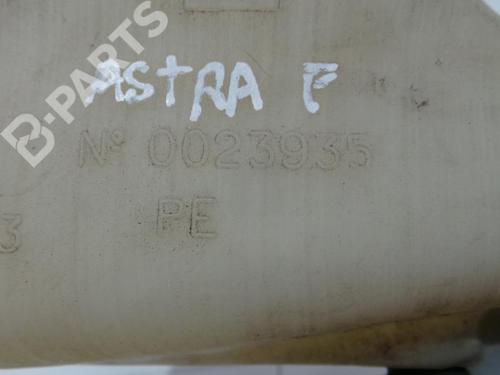 B-PARTS
ASTRA F
Nº 0023935
PE
3